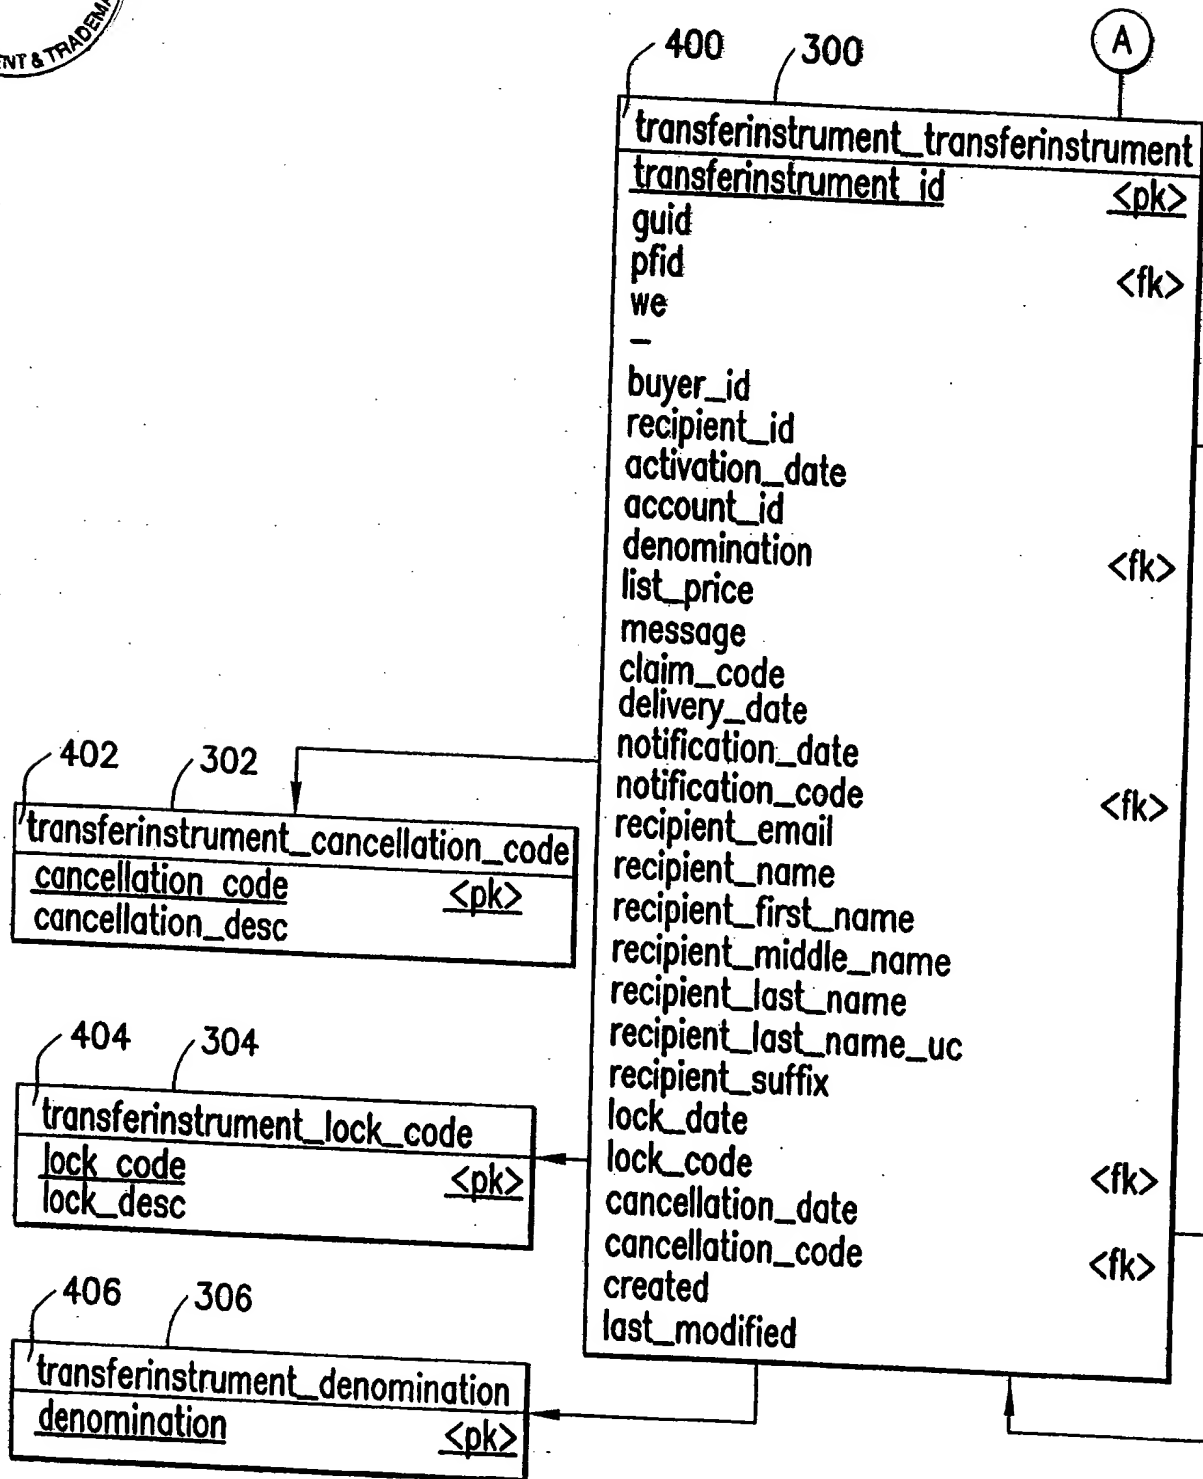 ENT & TRADEMA
A
400
300
transferinstrument_transferinstrument
transferinstrument_id <pk>
guid
pfid <fk>
we
–
buyer_id
recipient_id
activation_date
account_id
denomination <fk>
list_price
message
claim_code
delivery_date
notification_date
notification_code <fk>
recipient_email
recipient_name
recipient_first_name
recipient_middle_name
recipient_last_name
recipient_last_name_uc
recipient_suffix
lock_date
lock_code <fk>
cancellation_date
cancellation_code <fk>
created
last_modified
402
302
transferinstrument_cancellation_code
cancellation_code <pk>
cancellation_desc
404
304
transferinstrument_lock_code
lock_code <pk>
lock_desc
406
306
transferinstrument_denomination
denomination <pk>